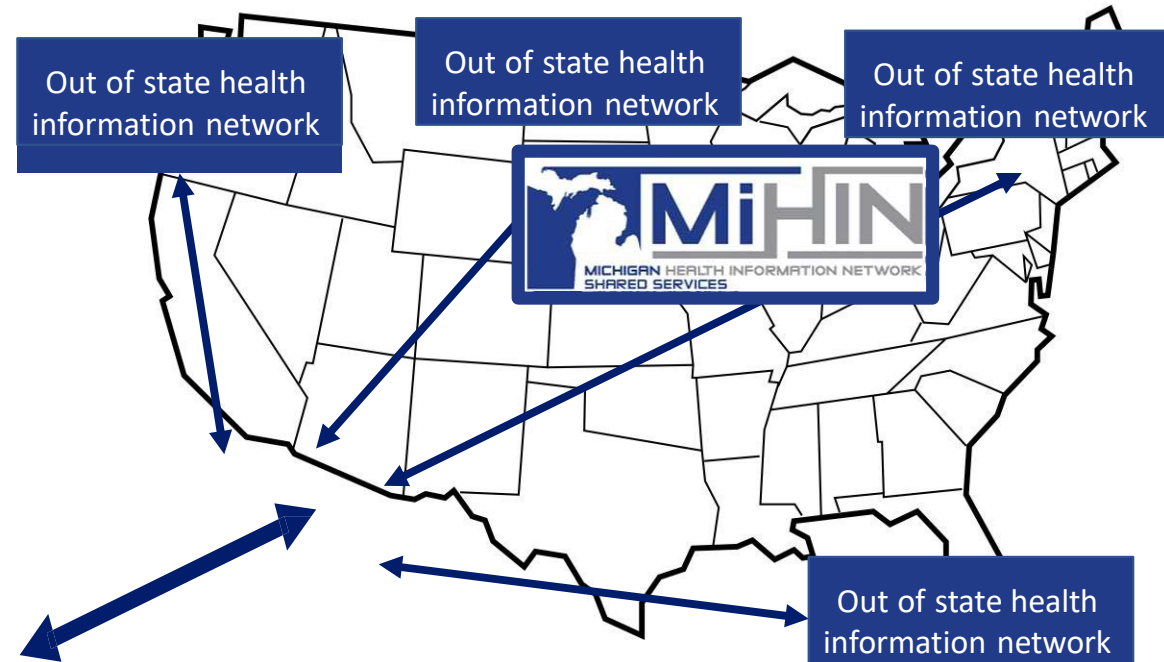 Out of state health
information network
Out of state health
information network
Out of state health
information network
MiHIN
MICHIGAN HEALTH INFORMATION NETWORK
SHARED SERVICES
Out of state health
information network